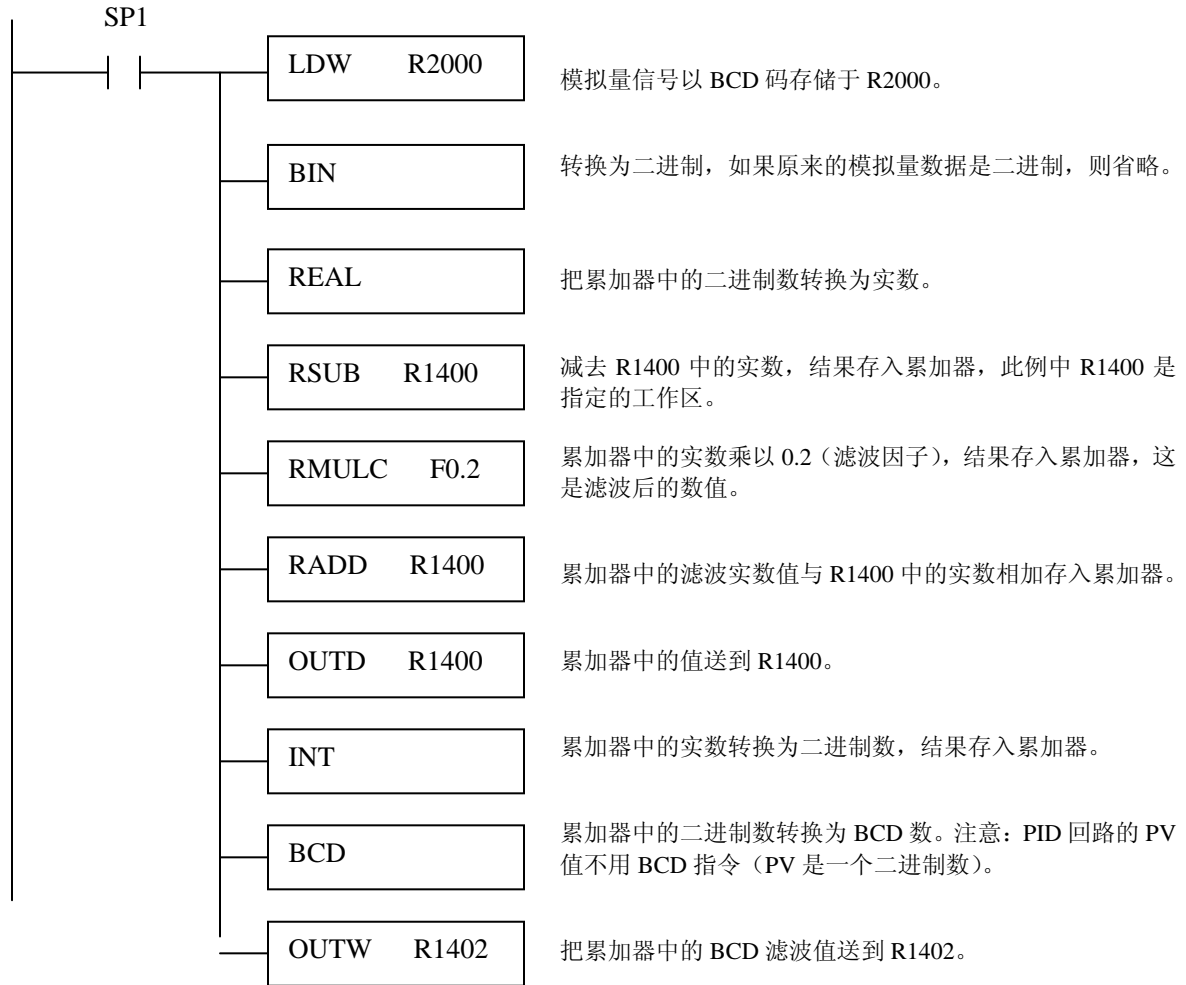 SP1
LDW R2000
模拟量信号以 BCD 码存储于 R2000。
BIN
转换为二进制，如果原来的模拟量数据是二进制，则省略。
REAL
把累加器中的二进制数转换为实数。
RSUB R1400
减去 R1400 中的实数，结果存入累加器，此例中 R1400 是
指定的工作区。
RMULC F0.2
累加器中的实数乘以 0.2（滤波因子），结果存入累加器，这
是滤波后的数值。
RADD R1400
累加器中的滤波实数值与 R1400 中的实数相加存入累加器。
OUTD R1400
累加器中的值送到 R1400。
INT
累加器中的实数转换为二进制数，结果存入累加器。
BCD
累加器中的二进制数转换为 BCD 数。注意：PID 回路的 PV
值不用 BCD 指令（PV 是一个二进制数）。
OUTW R1402
把累加器中的 BCD 滤波值送到 R1402。